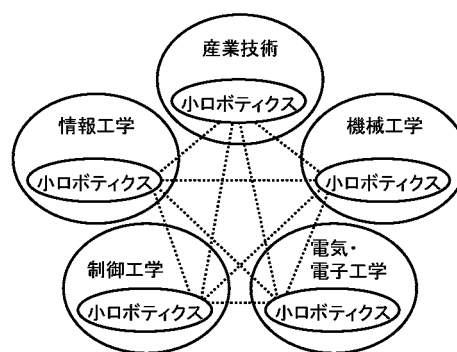 産業技術
小ロボティクス
情報工学
小ロボティクス
機械工学
小ロボティクス
制御工学
小ロボティクス
電気・
電子工学
小ロボティクス